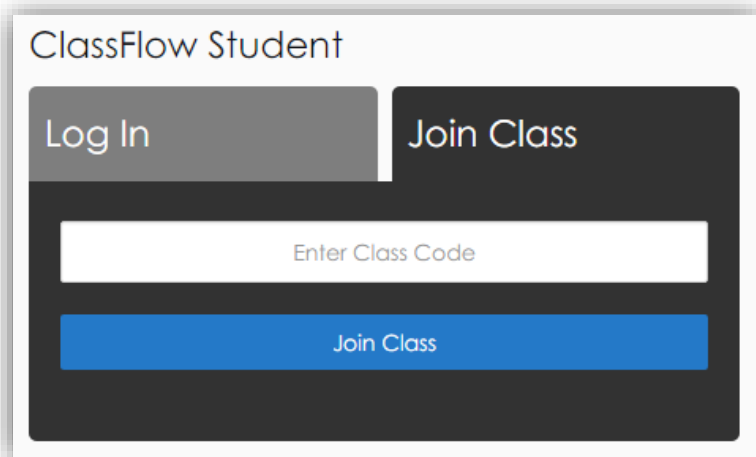 ClassFlow Student
Log In
Join Class
Enter Class Code
Join Class